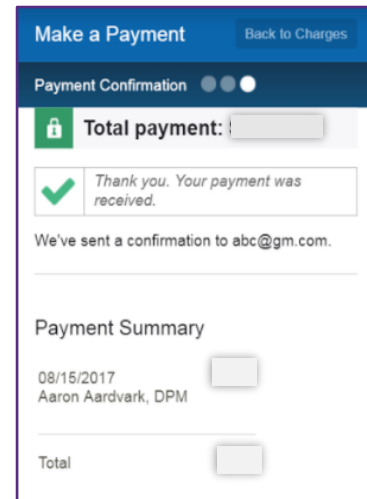 Make a Payment
Back to Charges
Payment Confirmation
Total payment:
Thank you. Your payment was
received.
We've sent a confirmation to abc@gm.com.
Payment Summary
08/15/2017
Aaron Aardvark, DPM
Total